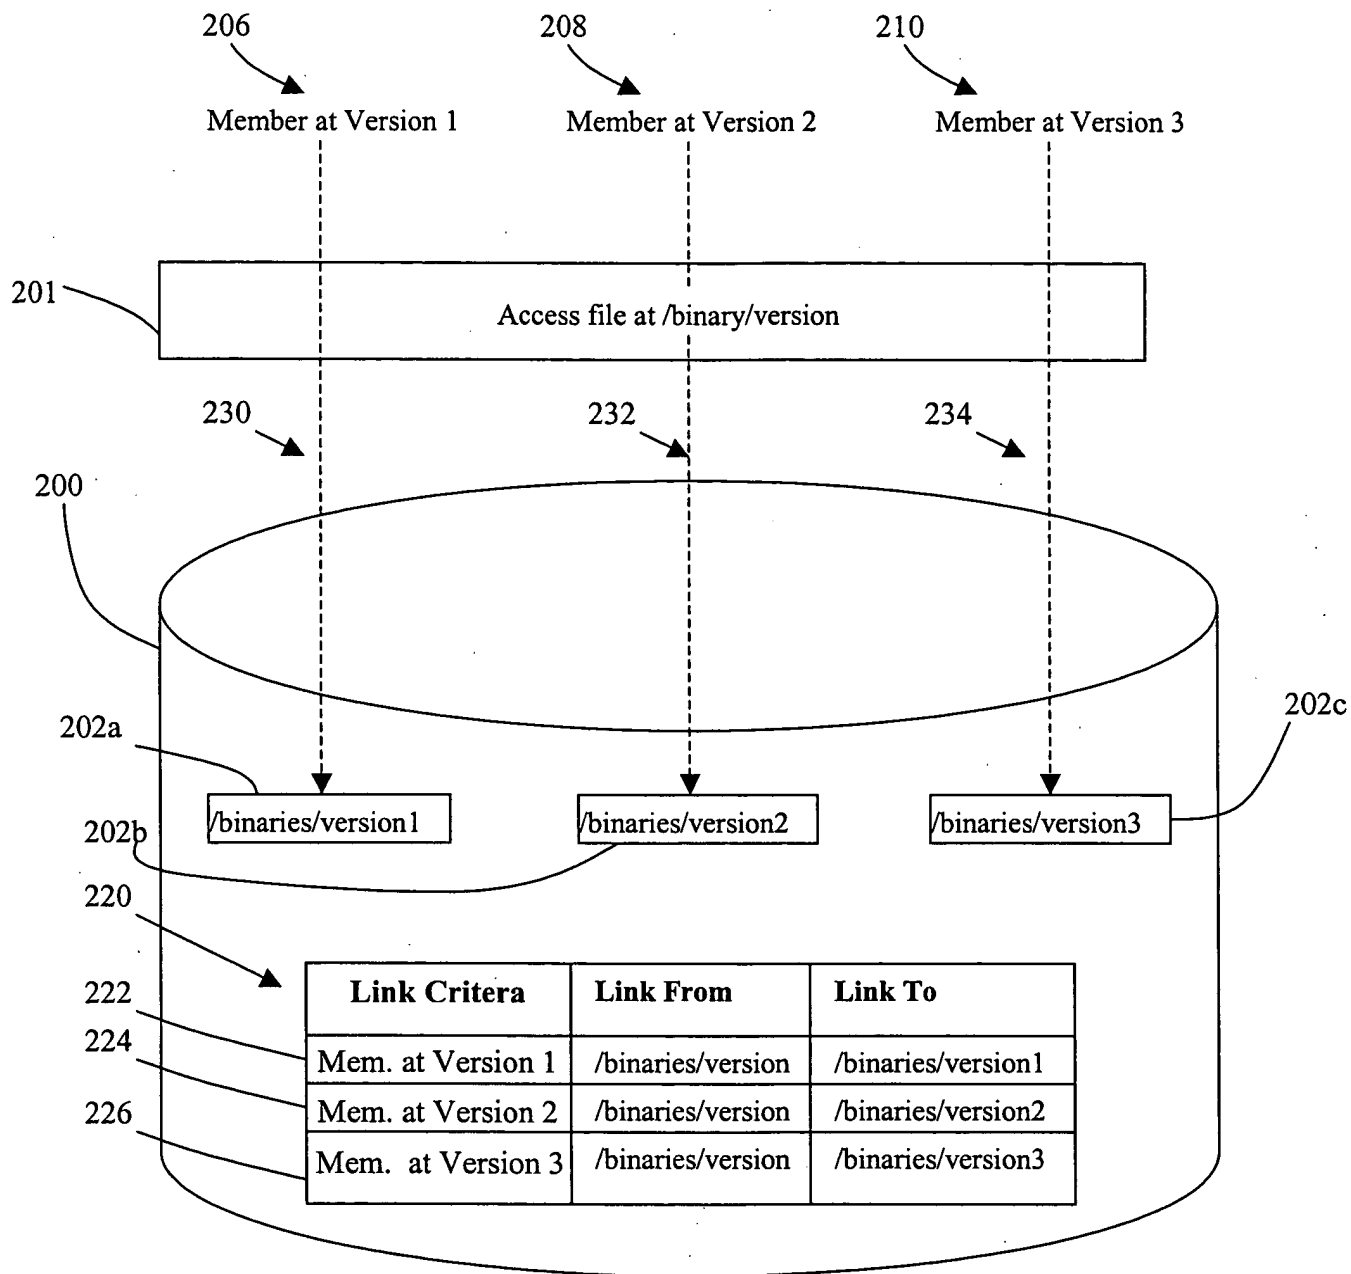 206
208
210
Member at Version 1
Member at Version 2
Member at Version 3
201
Access file at /binary/version
230
232
234
200
202a
202c
/binaries/version1
/binaries/version2
/binaries/version3
202b
220
Link Critera
Link From
Link To
222
Mem. at Version 1
/binaries/version
/binaries/version1
224
Mem. at Version 2
/binaries/version
/binaries/version2
226
Mem. at Version 3
/binaries/version
/binaries/version3